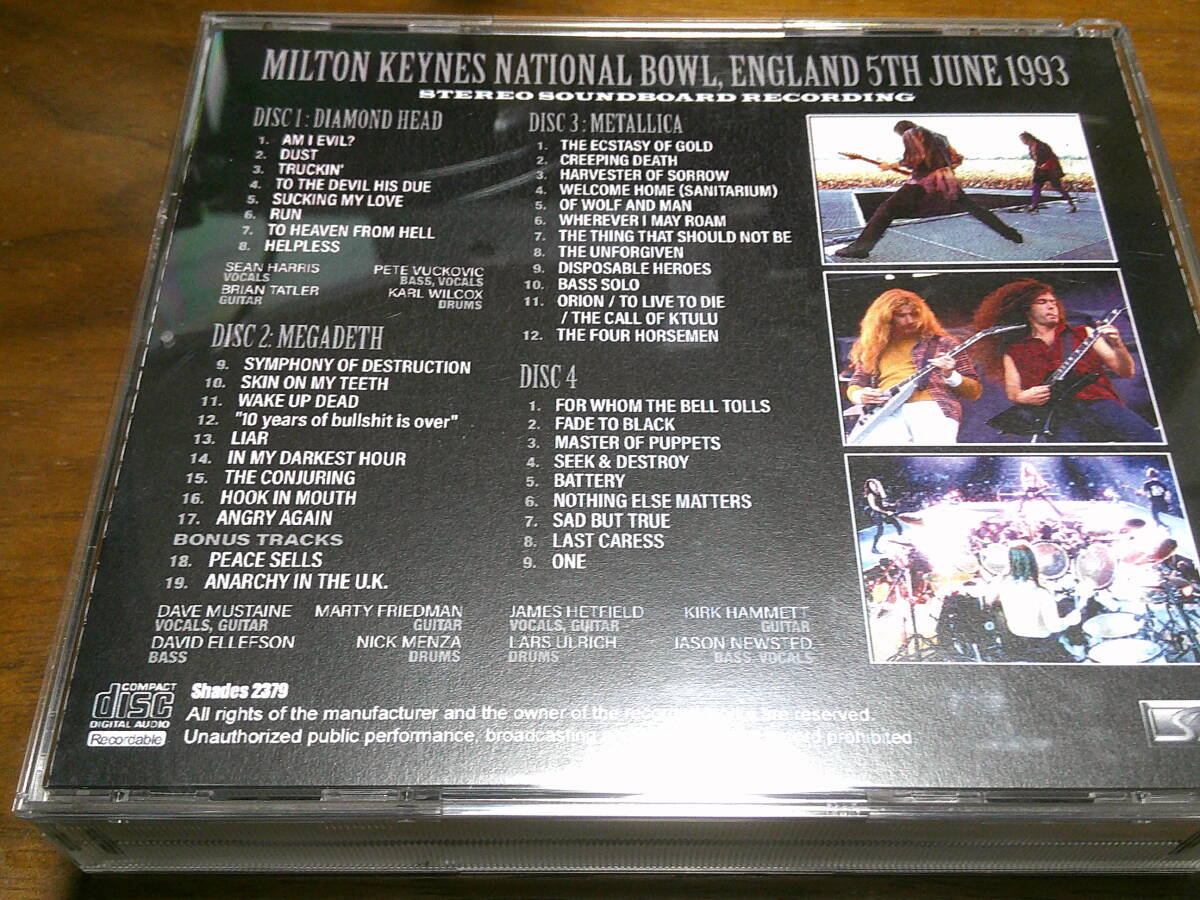 MILTON KEYNES NATIONAL BOWL, ENGLAND 5TH JUNE 1993
STEREO SOUNDBOARD RECORDING
DISC 1: DIAMOND HEAD
1. AM I EVIL?
2. DUST
3. TRUCKIN'
4. TO THE DEVIL HIS DUE
5. SUCKING MY LOVE
6. RUN
7. TO HEAVEN FROM HELL
8. HELPLESS
SEAN HARRIS
VOCALS
PETE VUCKOVIC
BASS, VOCALS
BRIAN TATLER
GUITAR
KARL WILCOX
DRUMS
DISC 2: MEGADETH
9. SYMPHONY OF DESTRUCTION
10. SKIN ON MY TEETH
11. WAKE UP DEAD
12. "10 years of bullshit is over"
13. LIAR
14. IN MY DARKEST HOUR
15. THE CONJURING
16. HOOK IN MOUTH
17. ANGRY AGAIN
BONUS TRACKS
18. PEACE SELLS
19. ANARCHY IN THE U.K.
DAVE MUSTAINE
VOCALS, GUITAR
MARTY FRIEDMAN
GUITAR
DAVID ELLEFSON
BASS
NICK MENZA
DRUMS
DISC 3: METALLICA
1. THE ECSTASY OF GOLD
2. CREEPING DEATH
3. HARVESTER OF SORROW
4. WELCOME HOME (SANITARIUM)
5. OF WOLF AND MAN
6. WHEREVER I MAY ROAM
7. THE THING THAT SHOULD NOT BE
8. THE UNFORGIVEN
9. DISPOSABLE HEROES
10. BASS SOLO
11. ORION / TO LIVE TO DIE
/ THE CALL OF KTULU
12. THE FOUR HORSEMEN
DISC 4
1. FOR WHOM THE BELL TOLLS
2. FADE TO BLACK
3. MASTER OF PUPPETS
4. SEEK & DESTROY
5. BATTERY
6. NOTHING ELSE MATTERS
7. SAD BUT TRUE
8. LAST CARESS
9. ONE
JAMES HETFIELD
VOCALS, GUITAR
KIRK HAMMETT
GUITAR
LARS ULRICH
DRUMS
JASON NEWSTED
BASS, VOCALS
COMPACT
disc
DIGITAL AUDIO
Recordable
Shades 2379
All rights of the manufacturer and the owner of the are reserved.
Unauthorized public performance, broadcasting prohibited